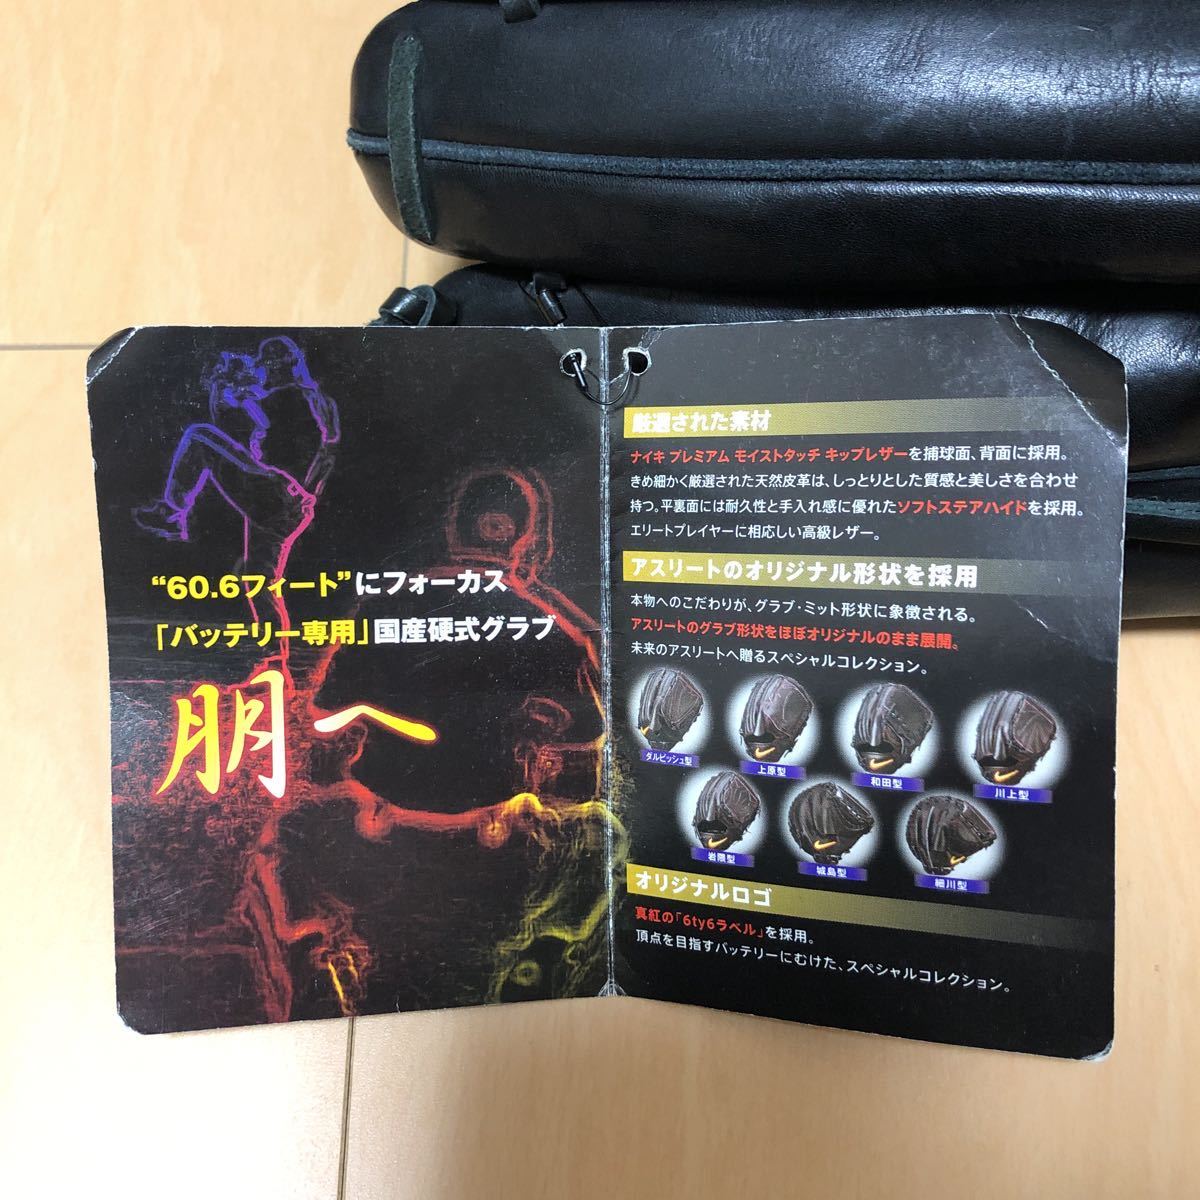 “60.6フィート”にフォーカス
「バッテリー専用」国産硬式グラブ
朋へ
厳選された素材
ナイキ プレミアム モイストタッチ キップレザーを捕球面、背面に採用。
きめ細かく厳選された天然皮革は、しっとりとした質感と美しさを合わせ
持つ。平裏面には耐久性と手入れ感に優れたソフトステアハイドを採用。
エリートプレイヤーに相応しい高級レザー。
アスリートのオリジナル形状を採用
本物へのこだわりが、グラブ・ミット形状に象徴される。
アスリートのグラブ形状をほぼオリジナルのまま展開。
未来のアスリートへ贈るスペシャルコレクション。
ダルビッシュ型
上原型
和田型
川上型
岩隈型
城島型
細川型
オリジナルロゴ
真紅の「6ty6ラベル」を採用。
頂点を目指すバッテリーにむけた、スペシャルコレクション。